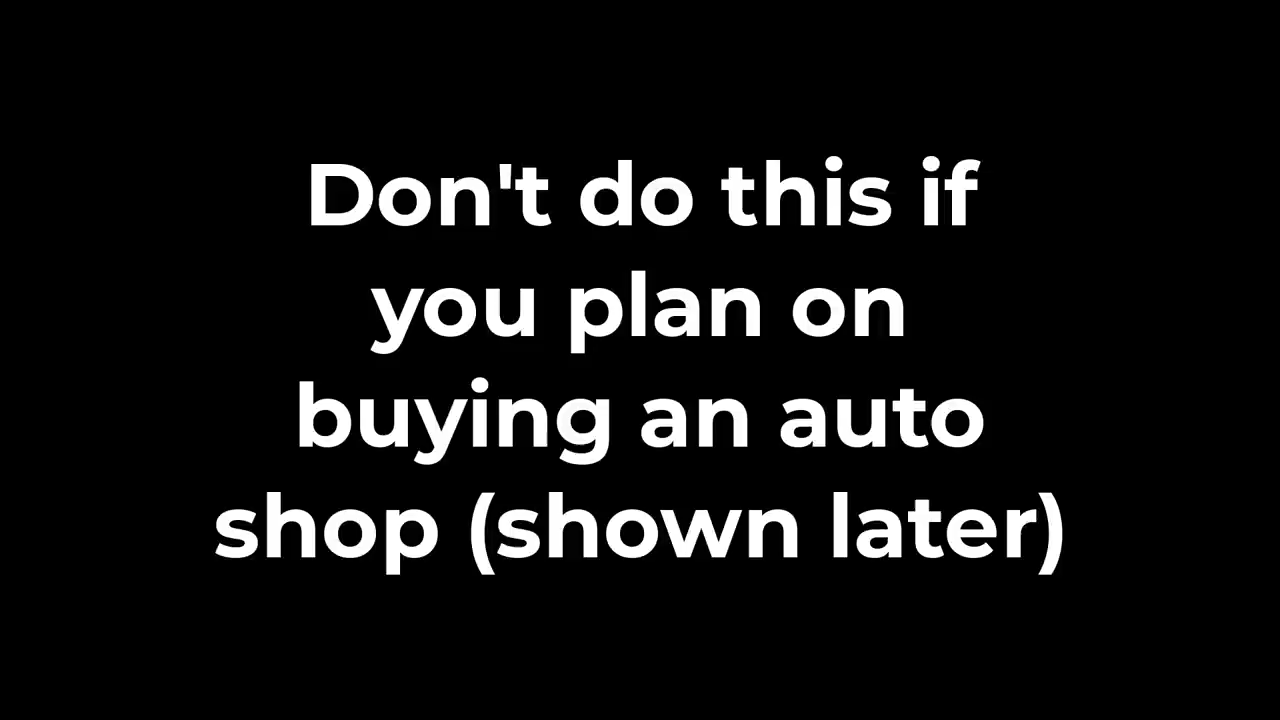 Don't do this if
you plan on
buying an auto
shop (shown later)